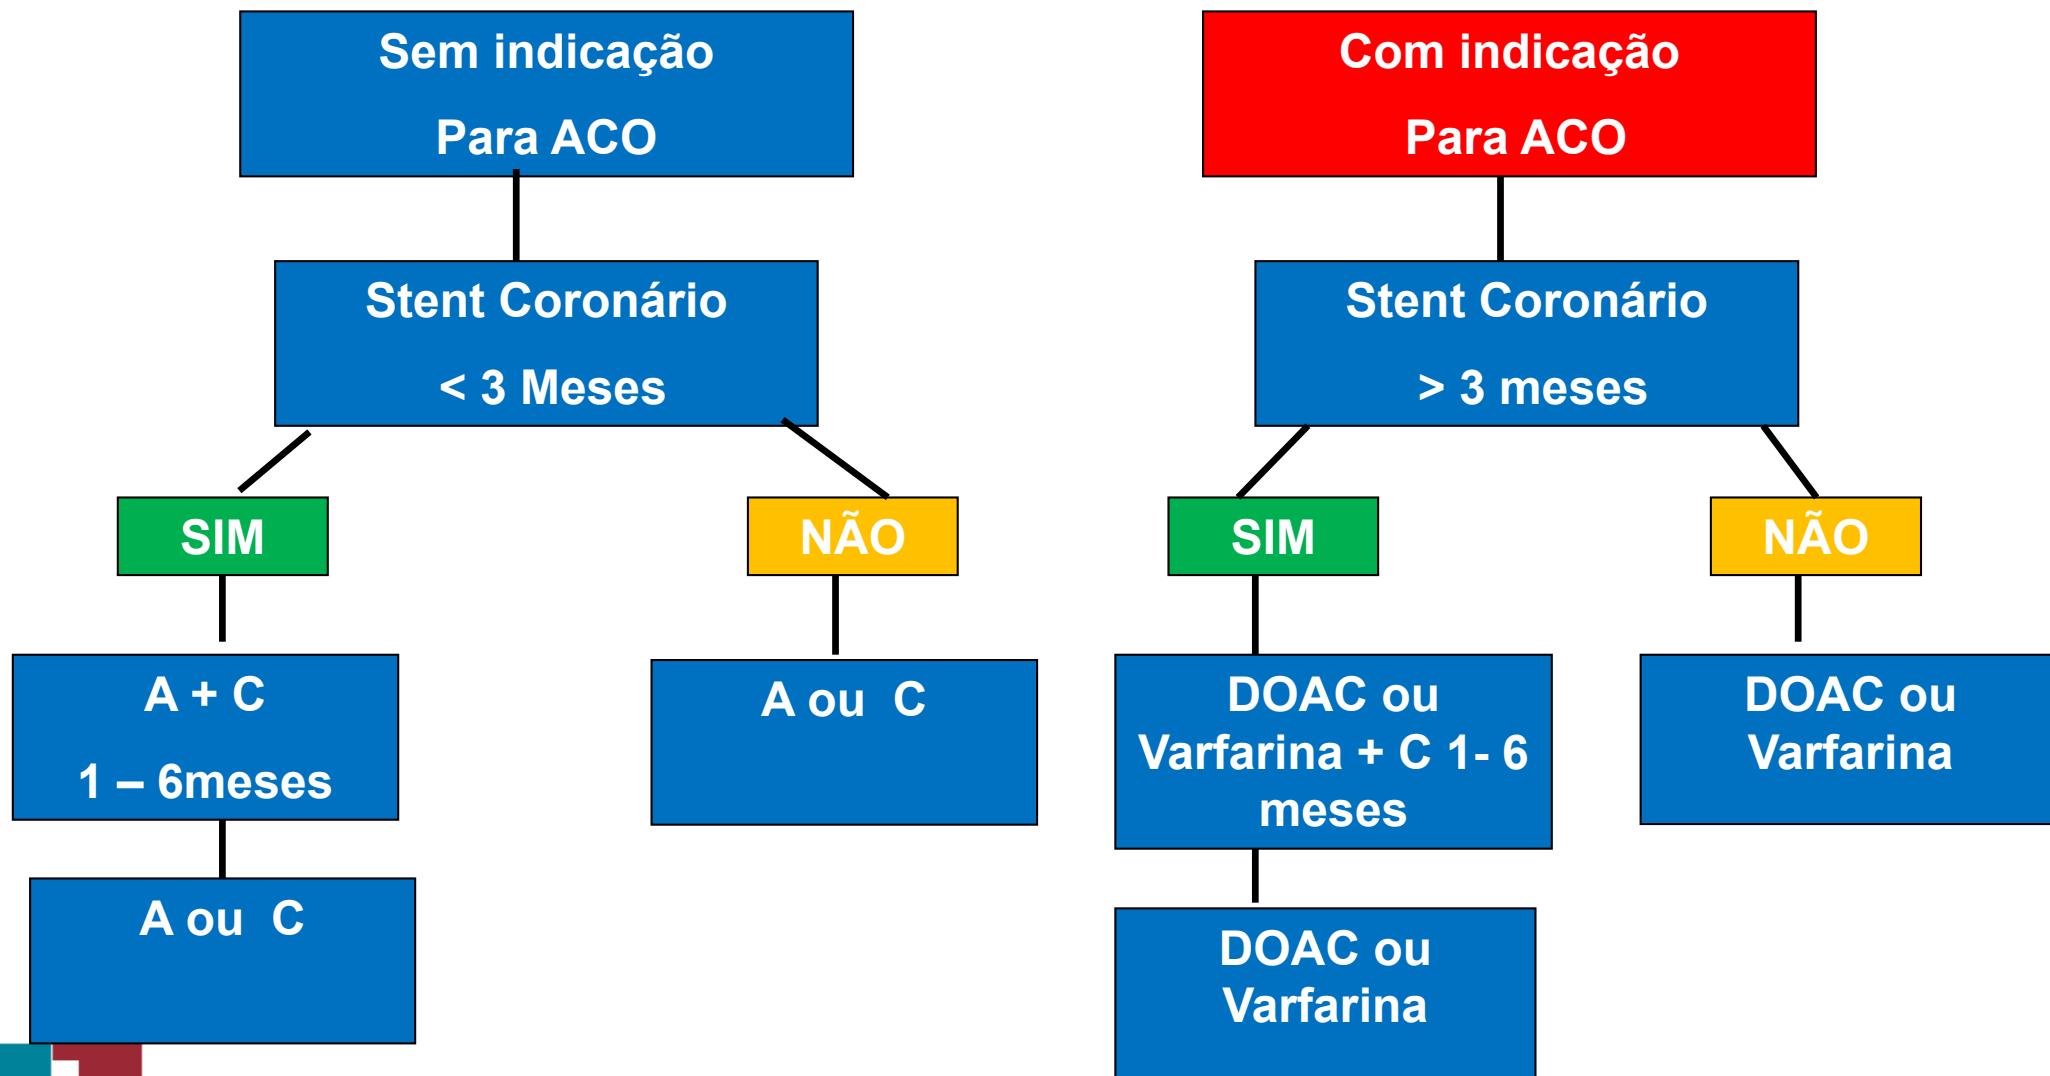 Sem indicação
Para ACO
Stent Coronário
< 3 Meses
SIM
NÃO
A + C
1 – 6meses
A ou C
A ou C
Com indicação
Para ACO
Stent Coronário
> 3 meses
SIM
NÃO
DOAC ou
Varfarina + C 1- 6
meses
DOAC ou
Varfarina
DOAC ou
Varfarina